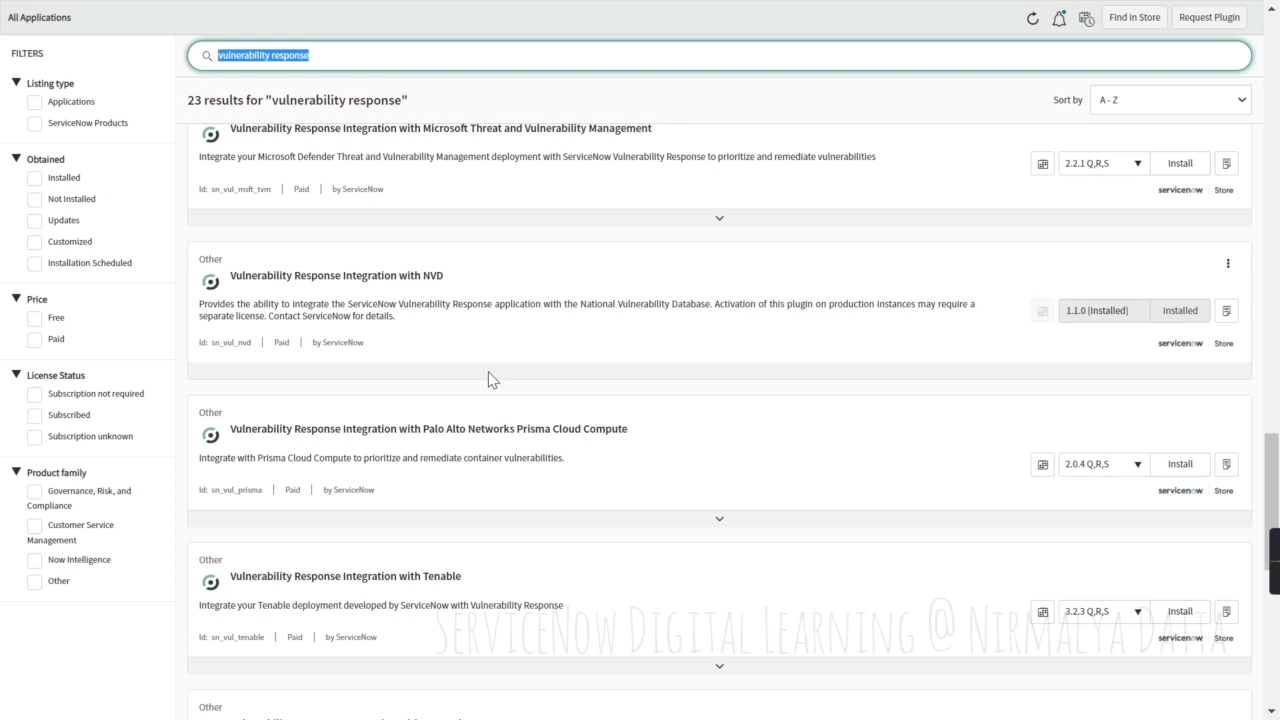 All Applications
Find in Store
Request Plugin
FILTERS
Listing type
Applications
ServiceNow Products
Obtained
Installed
Not Installed
Updates
Customized
Installation Scheduled
Price
Free
Paid
License Status
Subscription not required
Subscribed
Subscription unknown
Product family
Governance, Risk, and
Compliance
Customer Service
Management
Now Intelligence
Other
vulnerability response
23 results for "vulnerability response"
Sort by
A - Z
Vulnerability Response Integration with Microsoft Threat and Vulnerability Management
Integrate your Microsoft Defender Threat and Vulnerability Management deployment with ServiceNow Vulnerability Response to prioritize and remediate vulnerabilities
2.2.1 Q,R,S
Install
Id: sn_vul_msft_tvm | Paid | by ServiceNow
servicenow Store
Other
Vulnerability Response Integration with NVD
Provides the ability to integrate the ServiceNow Vulnerability Response application with the National Vulnerability Database. Activation of this plugin on production instances may require a
separate license. Contact ServiceNow for details.
1.1.0 [Installed]
Installed
Id: sn_vul_nvd | Paid | by ServiceNow
servicenow Store
Other
Vulnerability Response Integration with Palo Alto Networks Prisma Cloud Compute
Integrate with Prisma Cloud Compute to prioritize and remediate container vulnerabilities.
2.0.4 Q,R,S
Install
Id: sn_vul_prisma | Paid | by ServiceNow
servicenow Store
Other
Vulnerability Response Integration with Tenable
Integrate your Tenable deployment developed by ServiceNow with Vulnerability Response
3.2.3 Q,R,S
Install
Id: sn_vul_tenable | Paid | by ServiceNow
servicenow Store
ServiceNow Digital Learning @ Nirmalya Datta
Other